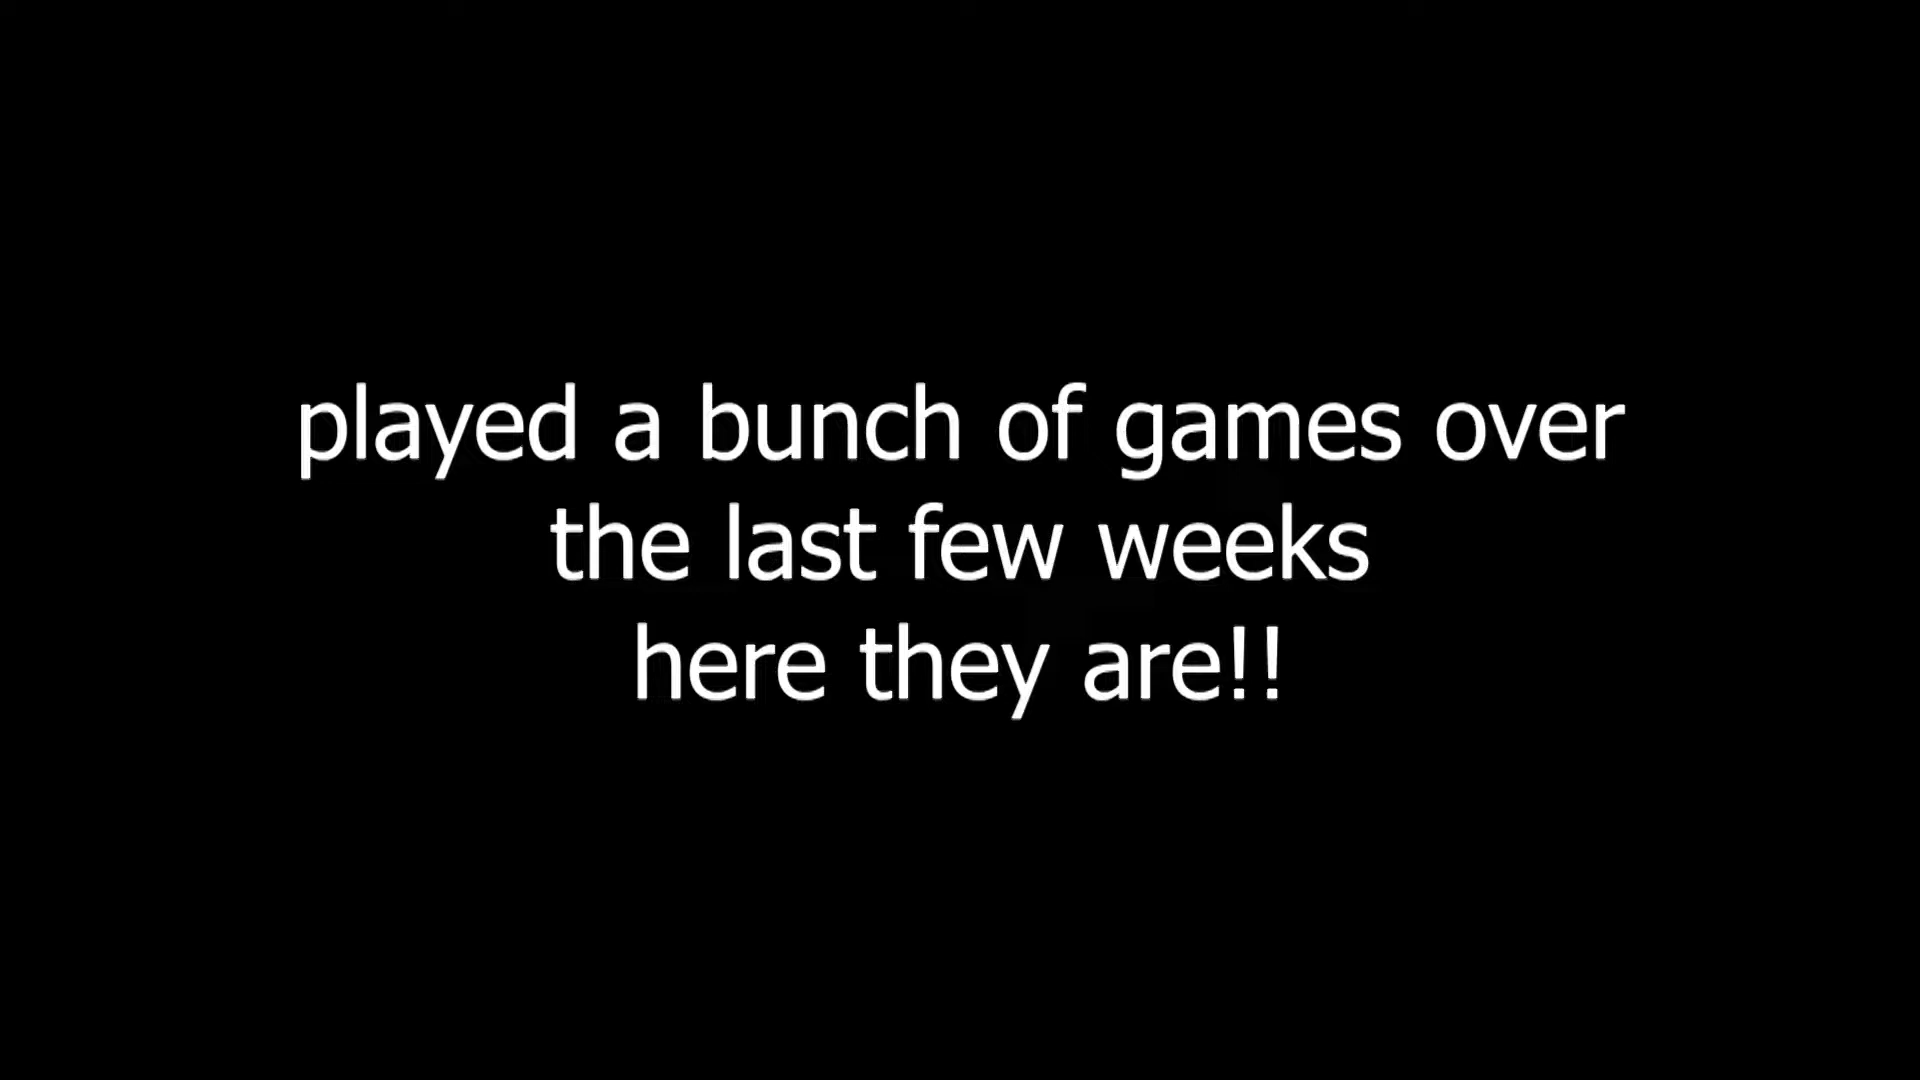 played a bunch of games over
the last few weeks
here they are!!